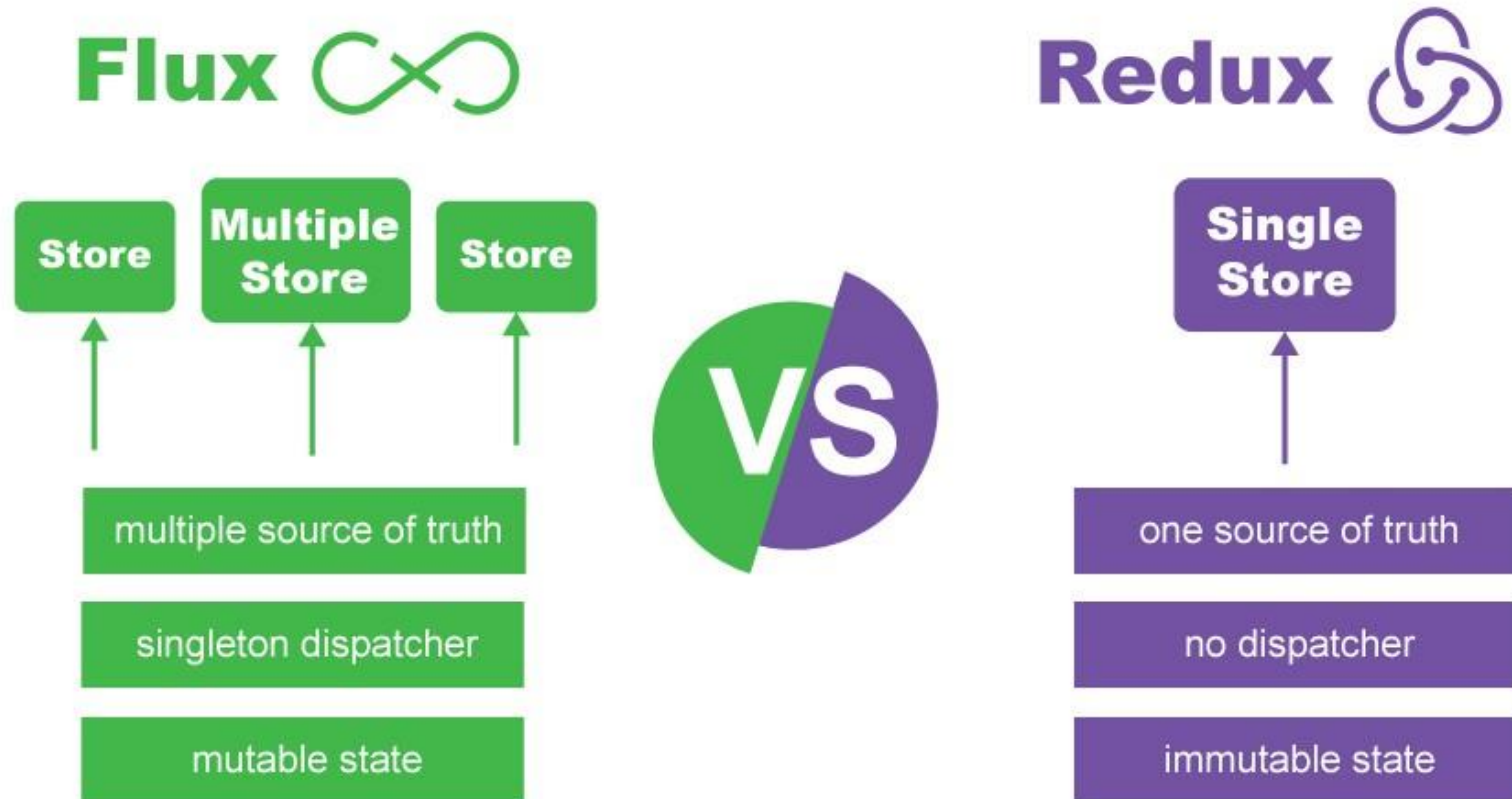 Flux
Redux
Store
Multiple
Store
Store
Single
Store
VS
multiple source of truth
singleton dispatcher
mutable state
one source of truth
no dispatcher
immutable state